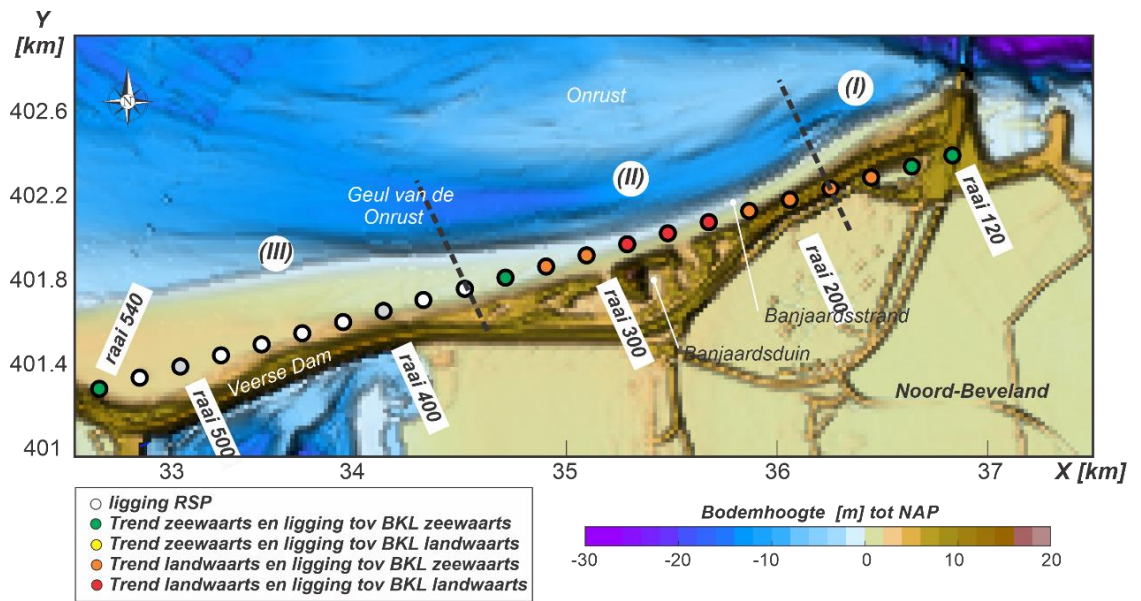 Y
[km]
402.6
402.2
401.8
401.4
401
N
Onrust
(I)
(II)
Geul van de
Onrust
(III)
raai 120
raai 200
Banjaardsstrand
raai 300
Banjaardsduin
raai 540
Veerse Dam
raai 400
raai 500
Noord-Beveland
33
34
35
36
37
X [km]
ligging RSP
Trend zeewaarts en ligging tov BKL zeewaarts
Trend zeewaarts en ligging tov BKL landwaarts
Trend landwaarts en ligging tov BKL zeewaarts
Trend landwaarts en ligging tov BKL landwaarts
Bodemhoogte [m] tot NAP
-30
-20
-10
0
10
20